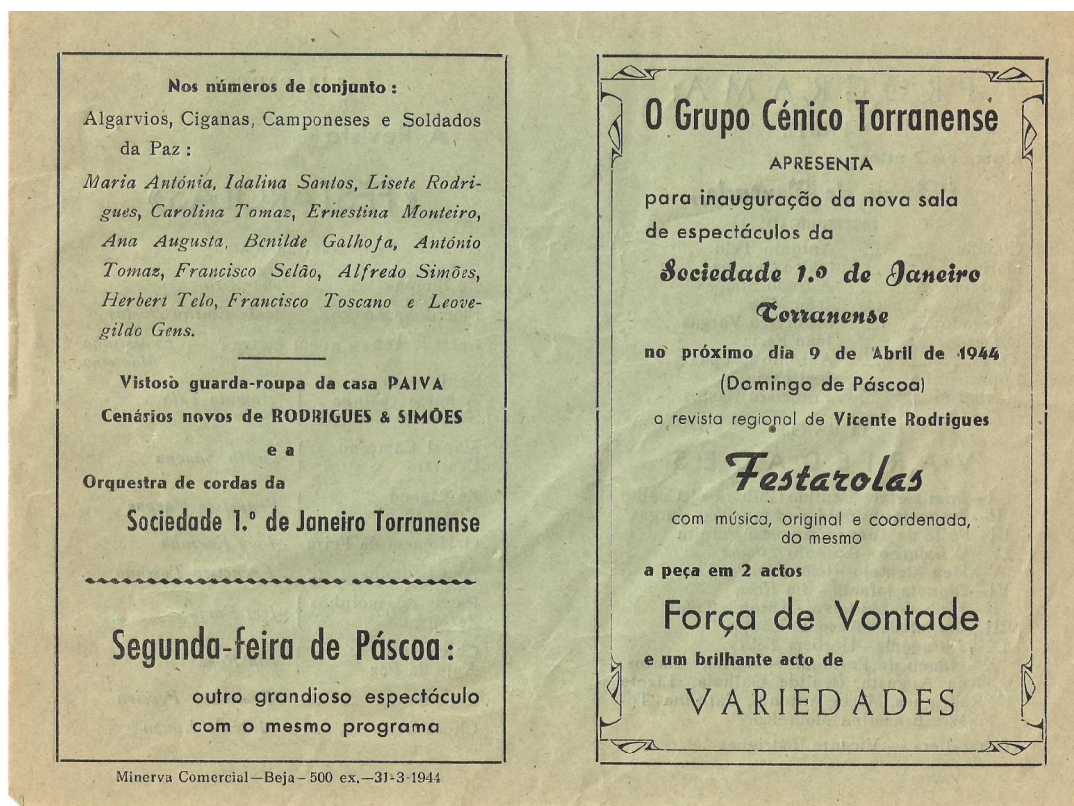 Nos números de conjunto :
Algarvios, Ciganas, Camponeses e Soldados
da Paz :
Maria Antónia, Idalina Santos, Lisete Rodri-
gues, Carolina Tomaz, Ernestina Monteiro,
Ana Augusta, Benilde Galhofa, António
Tomaz, Francisco Selão, Alfredo Simões,
Herbert Telo, Francisco Toscano e Leove-
gildo Gens.
Vistoso guarda-roupa da casa PAIVA
Cenários novos de RODRIGUES & SIMÕES
e a
Orquestra de cordas da
Sociedade 1.º de Janeiro Torranense
Segunda-feira de Páscoa :
outro grandioso espectáculo
com o mesmo programa
Minerva Comercial—Beja—500 ex.—31-3-1944
O Grupo Cénico Torranense
APRESENTA
para inauguração da nova sala
de espectáculos da
Sociedade 1.º de Janeiro
Torranense
no próximo dia 9 de Abril de 1944
(Domingo de Páscoa)
a revista regional de Vicente Rodrigues
Festarolas
com música, original e coordenada,
do mesmo
a peça em 2 actos
Força de Vontade
e um brilhante acto de
VARIEDADES